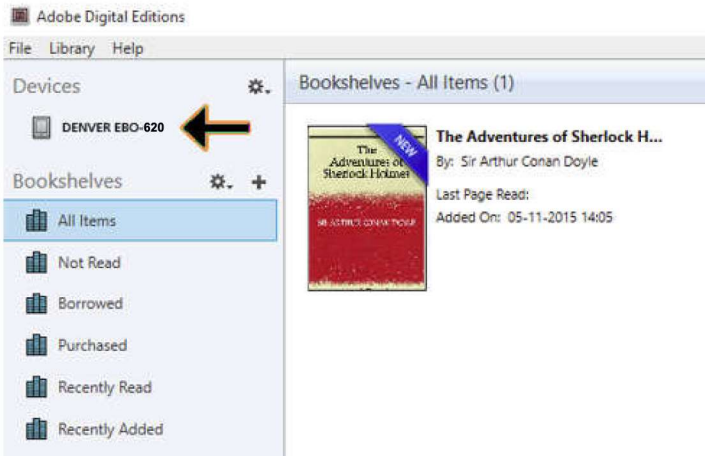 Adobe Digital Editions
File Library Help
Devices
DENVER EBO-620
Bookshelves
All Items
Not Read
Borrowed
Purchased
Recently Read
Recently Added
Bookshelves - All Items (1)
NEW
The
Adventures of
Sherlock Holmes
SIR ARTHUR CONAN DOYLE
The Adventures of Sherlock H...
By: Sir Arthur Conan Doyle
Last Page Read:
Added On: 05-11-2015 14:05